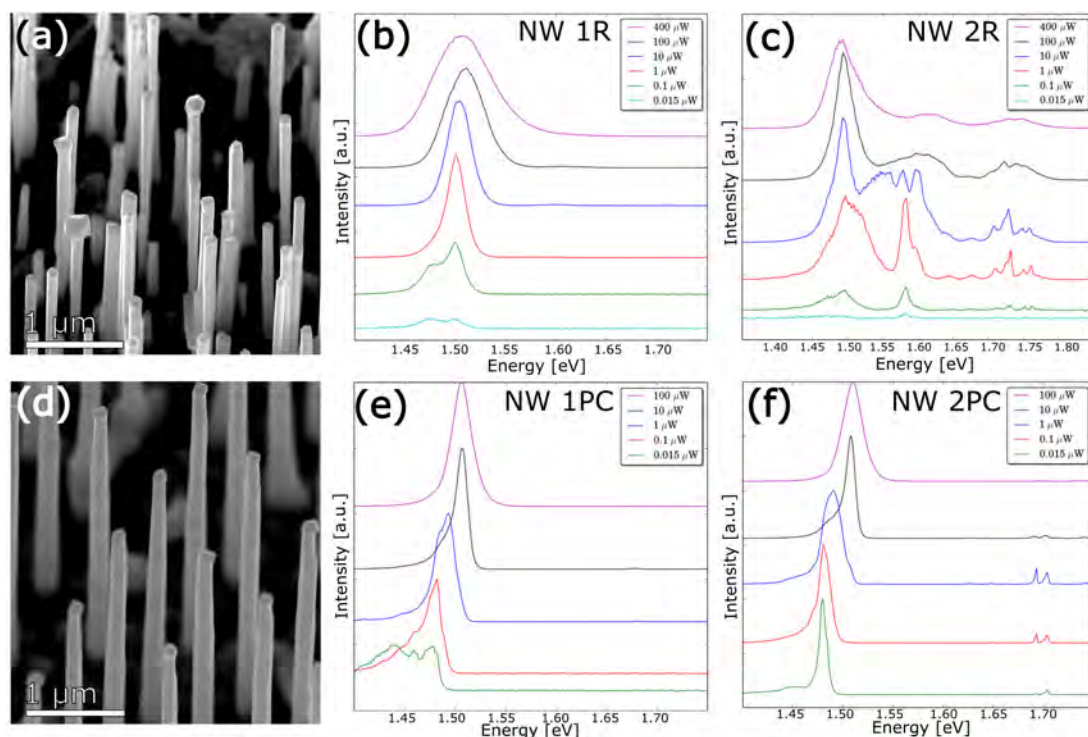 (a)
1 μm
(b)
NW 1R
400 μW
100 μW
10 μW
1 μW
0.1 μW
0.015 μW
Intensity [a.u.]
1.45 1.50 1.55 1.60 1.65 1.70
Energy [eV]
(c)
NW 2R
400 μW
100 μW
10 μW
1 μW
0.1 μW
0.015 μW
Intensity [a.u.]
1.40 1.45 1.50 1.55 1.60 1.65 1.70 1.75 1.80
Energy [eV]
(d)
1 μm
(e)
NW 1PC
100 μW
10 μW
1 μW
0.1 μW
0.015 μW
Intensity [a.u.]
1.45 1.50 1.55 1.60 1.65 1.70
Energy [eV]
(f)
NW 2PC
100 μW
10 μW
1 μW
0.1 μW
0.015 μW
Intensity [a.u.]
1.45 1.50 1.55 1.60 1.65 1.70
Energy [eV]